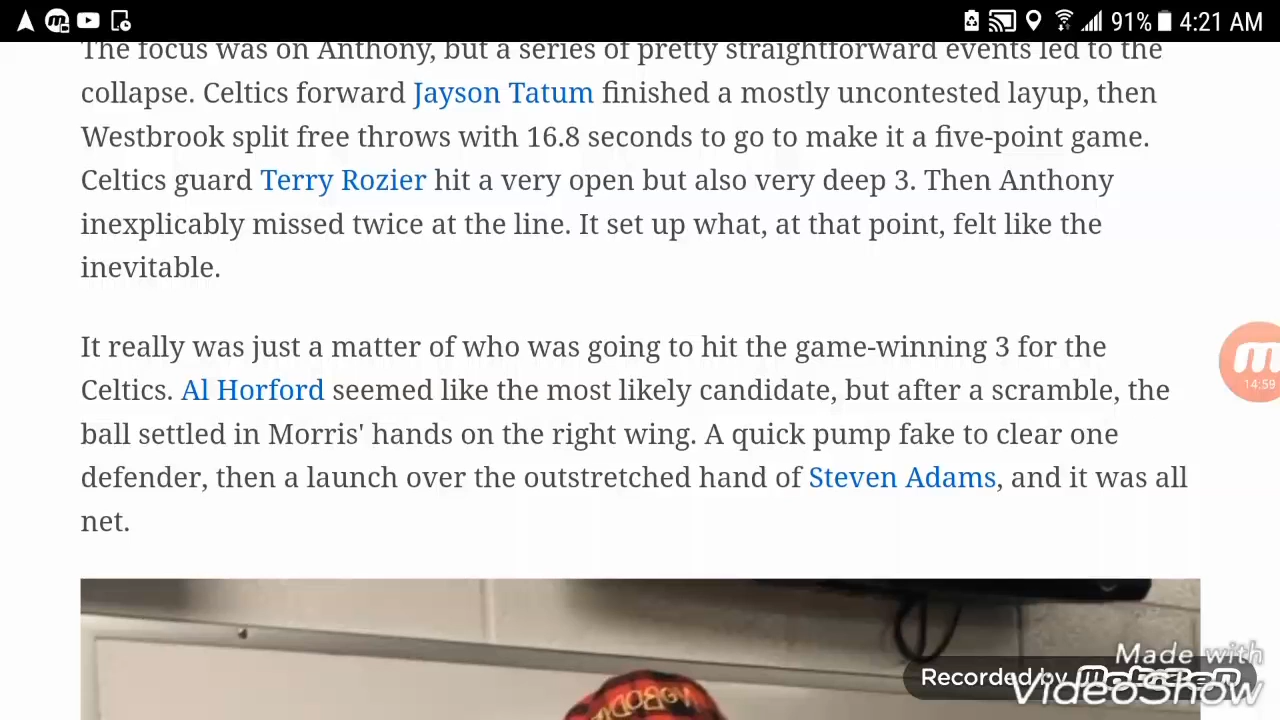 91% 4:21 AM
The focus was on Anthony, but a series of pretty straightforward events led to the
collapse. Celtics forward Jayson Tatum finished a mostly uncontested layup, then
Westbrook split free throws with 16.8 seconds to go to make it a five-point game.
Celtics guard Terry Rozier hit a very open but also very deep 3. Then Anthony
inexplicably missed twice at the line. It set up what, at that point, felt like the
inevitable.
It really was just a matter of who was going to hit the game-winning 3 for the
14:59
Celtics. Al Horford seemed like the most likely candidate, but after a scramble, the
ball settled in Morris' hands on the right wing. A quick pump fake to clear one
defender, then a launch over the outstretched hand of Steven Adams, and it was all
net.
Made with
Recorded by
VideoShow